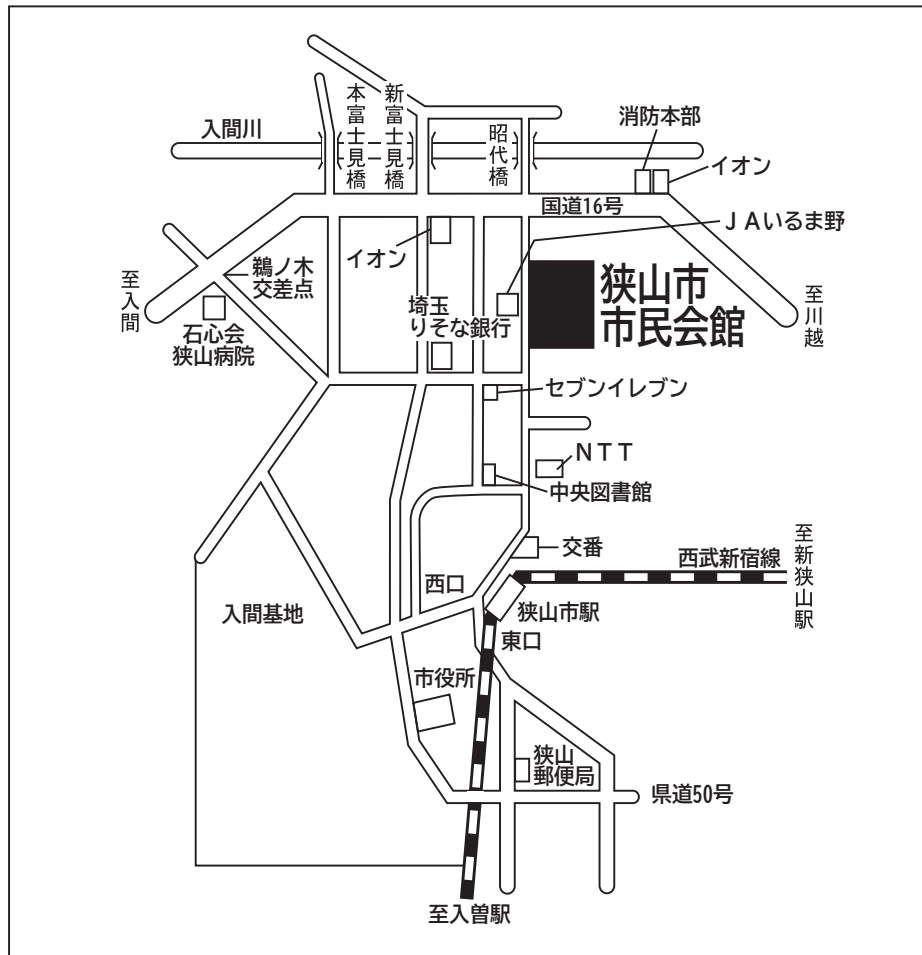 入間川
本富士見橋
新富士見橋
昭代橋
消防本部
イオン
国道16号
ＪＡいるま野
イオン
鵜ノ木
交差点
至入間
石心会
狭山病院
埼玉
りそな銀行
狭山市
市民会館
至川越
セブンイレブン
ＮＴＴ
中央図書館
交番
西武新宿線
至新狭山駅
西口
狭山市駅
東口
入間基地
市役所
狭山
郵便局
県道50号
至入曽駅